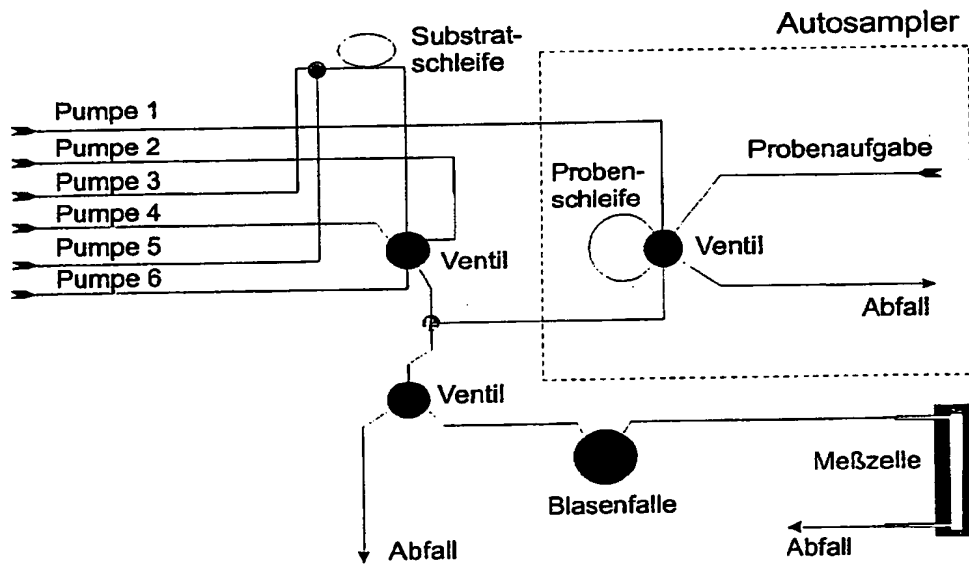 Autosampler
Substrat-
schleife
Pumpe 1
Pumpe 2
Pumpe 3
Pumpe 4
Pumpe 5
Pumpe 6
Probenaufgabe
Proben-
schleife
Ventil
Ventil
Abfall
Ventil
Meßzelle
Blasenfalle
Abfall
Abfall